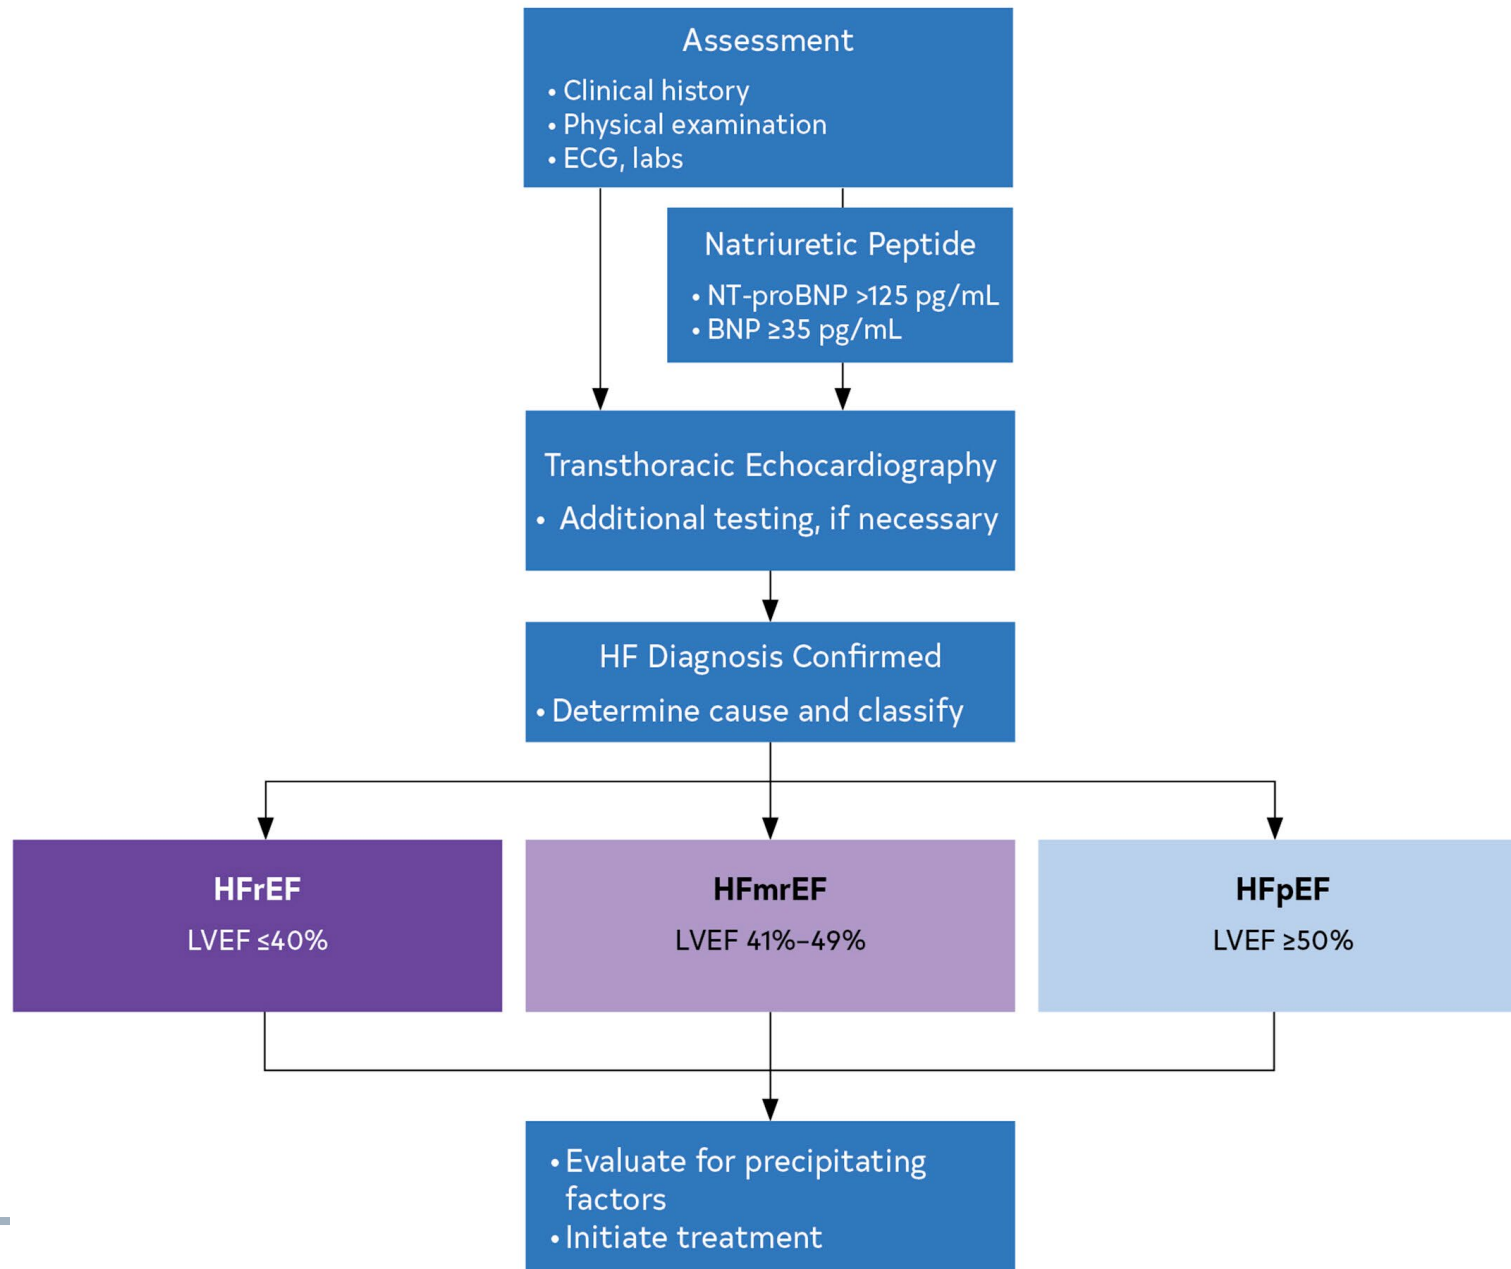 Assessment
• Clinical history
• Physical examination
• ECG, labs
Natriuretic Peptide
• NT-proBNP >125 pg/mL
• BNP ≥35 pg/mL
Transthoracic Echocardiography
• Additional testing, if necessary
HF Diagnosis Confirmed
• Determine cause and classify
HFrEF
LVEF ≤40%
HFmrEF
LVEF 41%–49%
HFpEF
LVEF ≥50%
• Evaluate for precipitating
factors
• Initiate treatment